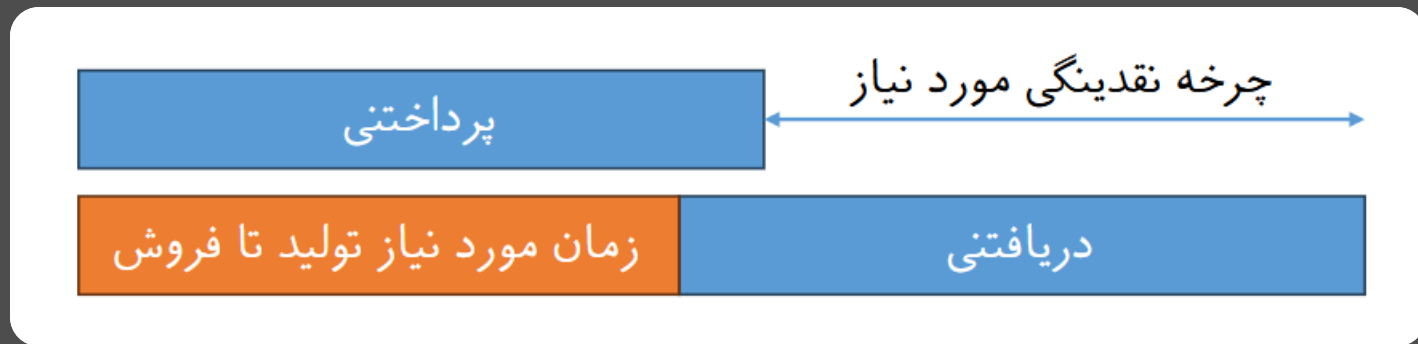 چرخه نقدینگی مورد نیاز
پرداختنی
زمان مورد نیاز تولید تا فروش
دریافتنی